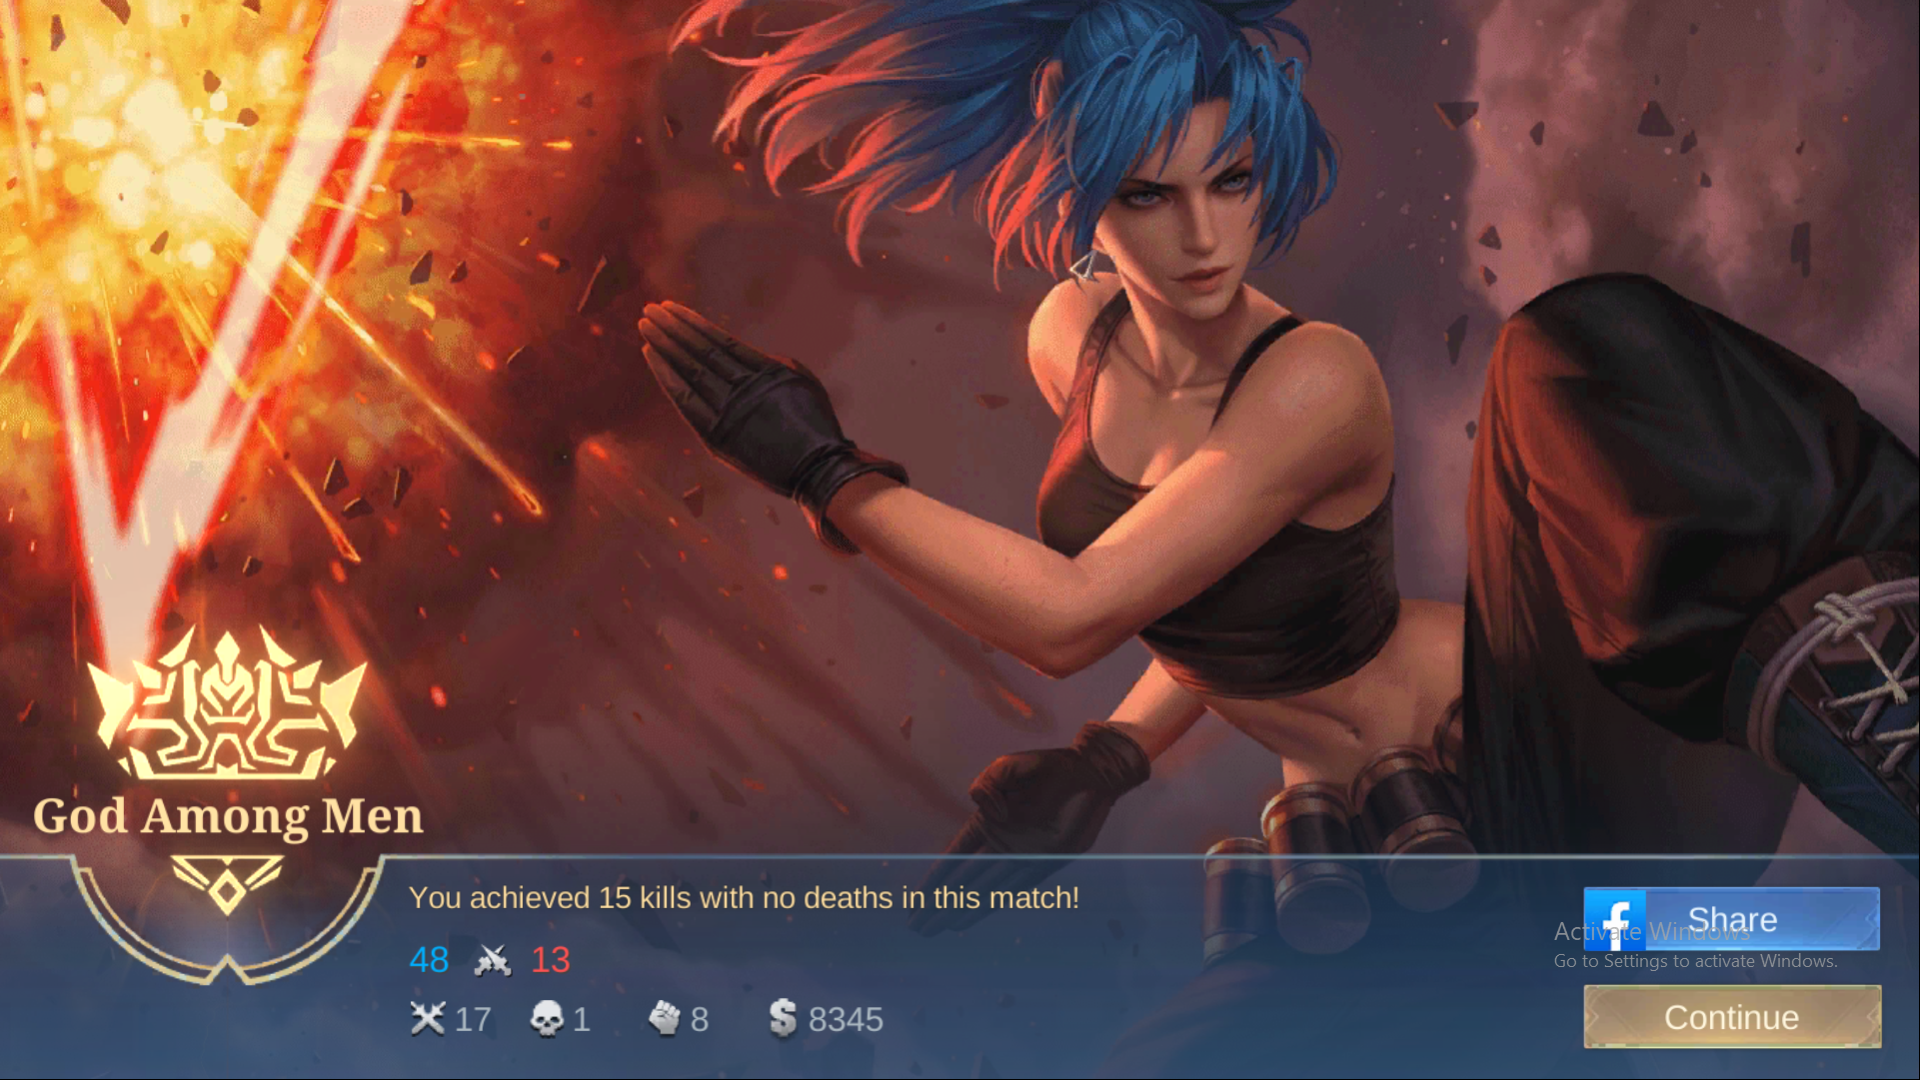 God Among Men
You achieved 15 kills with no deaths in this match!
48 13
17 1 8 $ 8345
f Share
Activate Windows
Go to Settings to activate Windows.
Continue